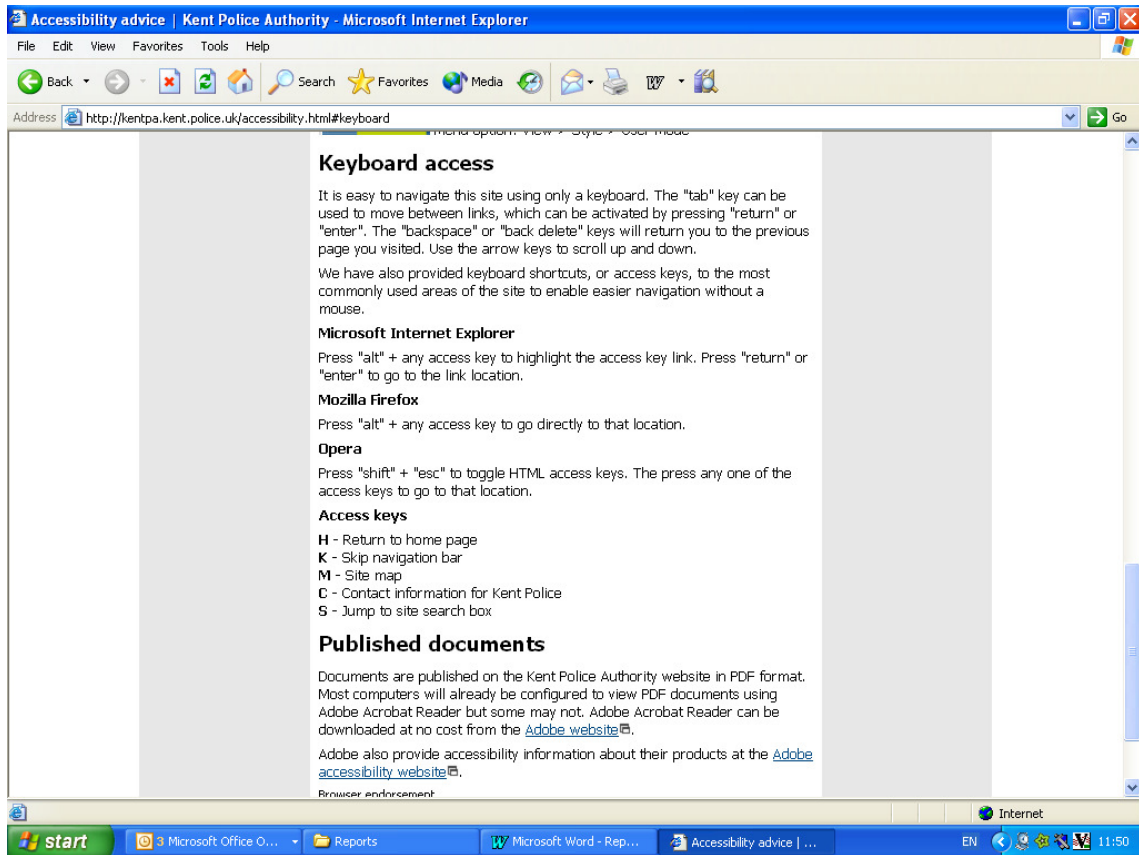 Accessibility advice | Kent Police Authority - Microsoft Internet Explorer
File Edit View Favorites Tools Help
Back Search Favorites Media
Address http://kentpa.kent.police.uk/accessibility.html#keyboard Go
Menu option: View > Style > User mode
Keyboard access
It is easy to navigate this site using only a keyboard. The "tab" key can be
used to move between links, which can be activated by pressing "return" or
"enter". The "backspace" or "back delete" keys will return you to the previous
page you visited. Use the arrow keys to scroll up and down.
We have also provided keyboard shortcuts, or access keys, to the most
commonly used areas of the site to enable easier navigation without a
mouse.
Microsoft Internet Explorer
Press "alt" + any access key to highlight the access key link. Press "return" or
"enter" to go to the link location.
Mozilla Firefox
Press "alt" + any access key to go directly to that location.
Opera
Press "shift" + "esc" to toggle HTML access keys. The press any one of the
access keys to go to that location.
Access keys
H - Return to home page
K - Skip navigation bar
M - Site map
C - Contact information for Kent Police
S - Jump to site search box
Published documents
Documents are published on the Kent Police Authority website in PDF format.
Most computers will already be configured to view PDF documents using
Adobe Acrobat Reader but some may not. Adobe Acrobat Reader can be
downloaded at no cost from the Adobe website.
Adobe also provide accessibility information about their products at the Adobe
accessibility website.
Browser endorsement
Internet
start 3 Microsoft Office O... Reports Microsoft Word - Rep... Accessibility advice | ... EN 11:50